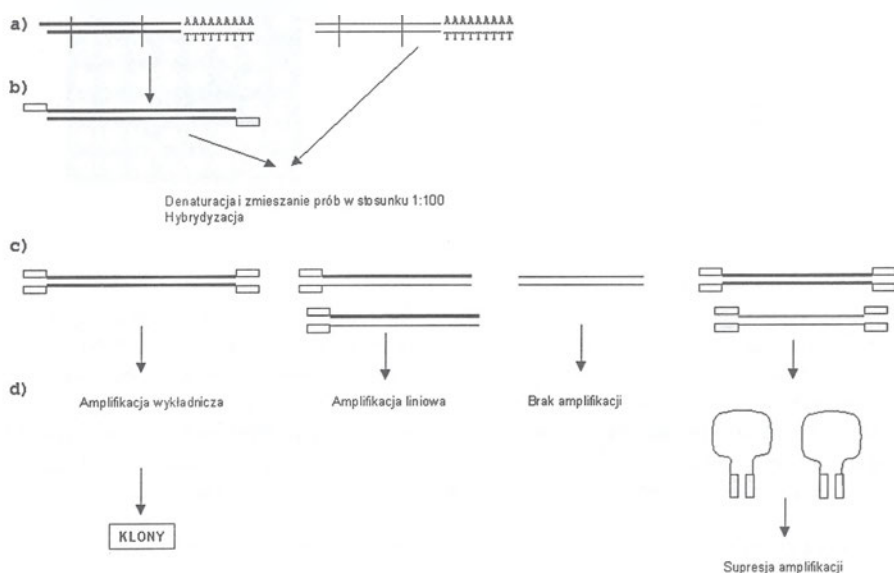 a)
AAAAAAAAA
TTTTTTTTT
AAAAAAAAA
TTTTTTTTT
b)
Denaturacja i zmieszanie prób w stosunku 1:100
Hybrydyzacja
c)
d)
Amplifikacja wykładnicza
Amplifikacja liniowa
Brak amplifikacji
KLONY
Supresja amplifikacji